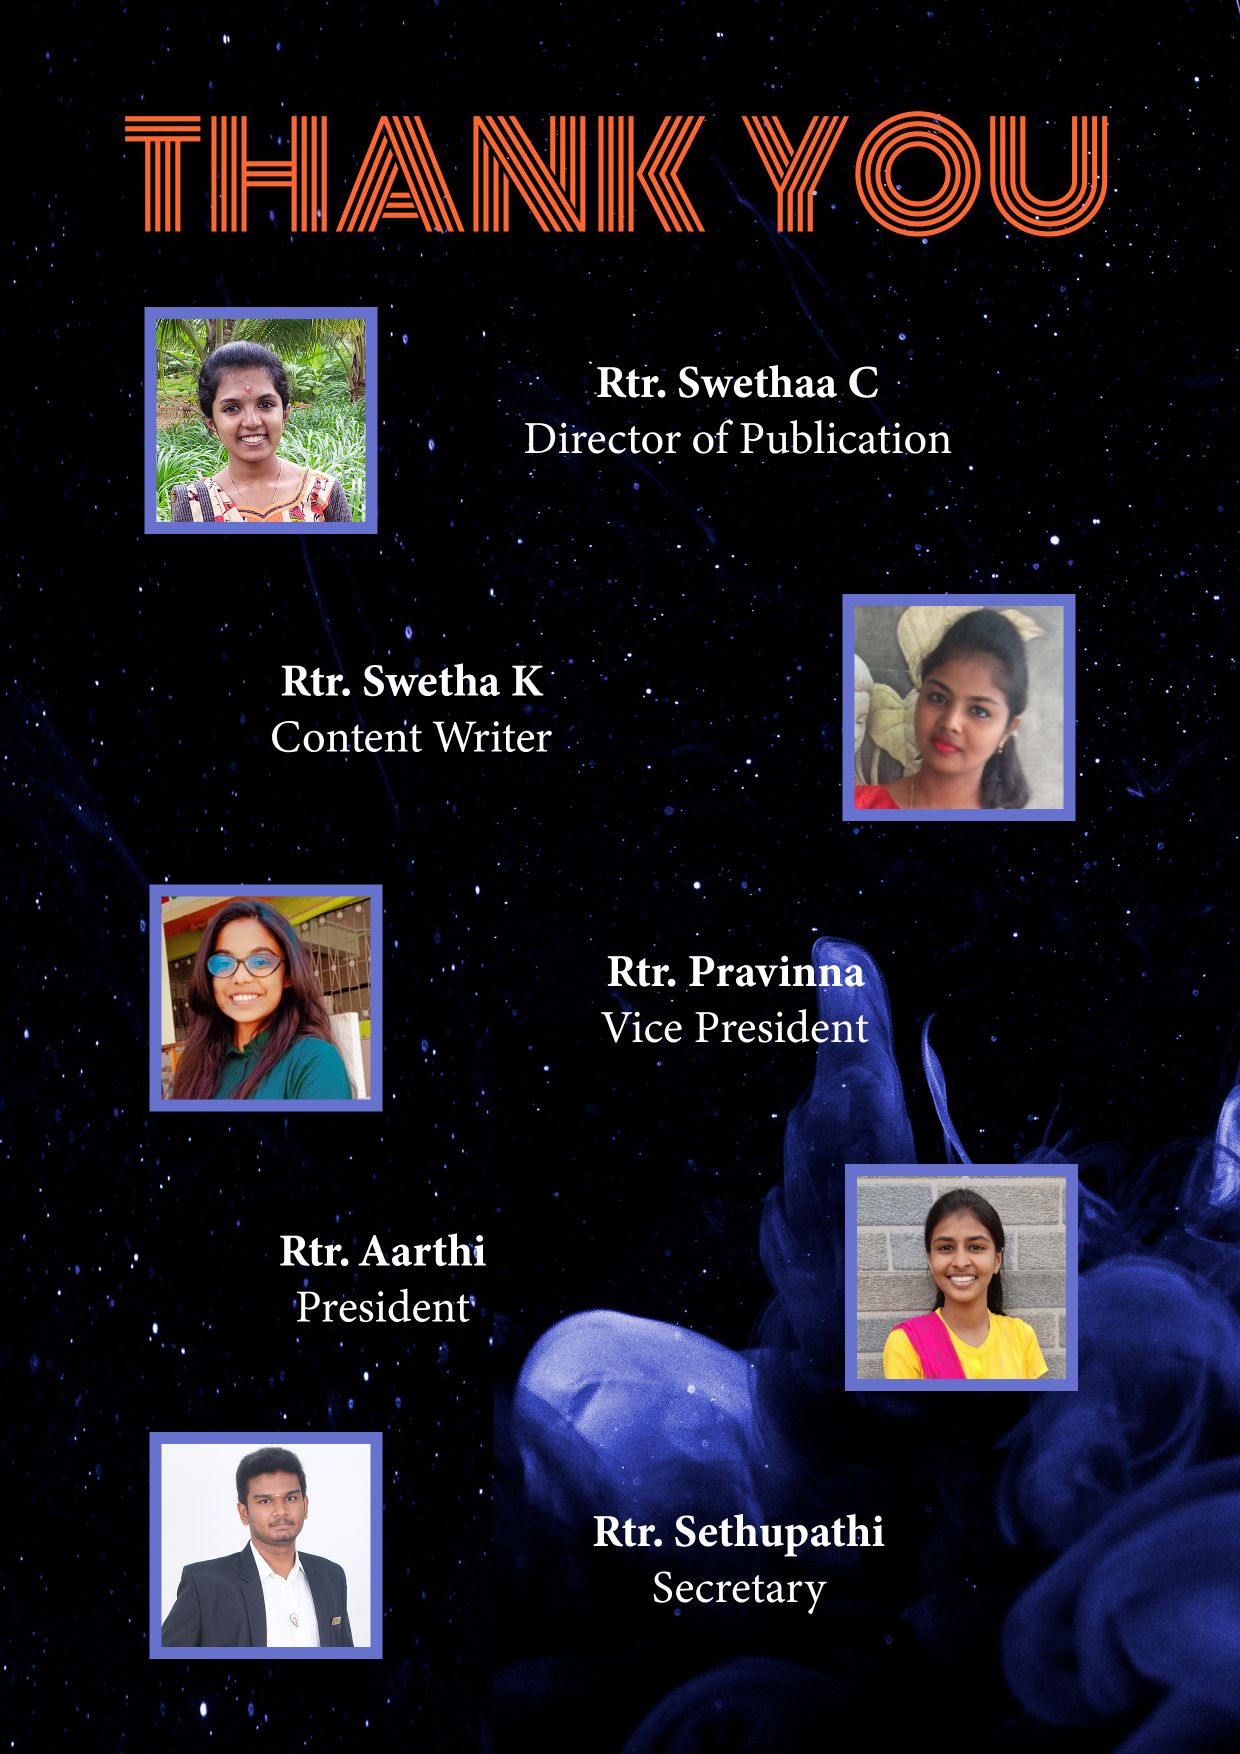 THANK YOU
Rtr. Swethaa C
Director of Publication
Rtr. Swetha K
Content Writer
Rtr. Pravinna
Vice President
Rtr. Aarthi
President
Rtr. Sethupathi
Secretary